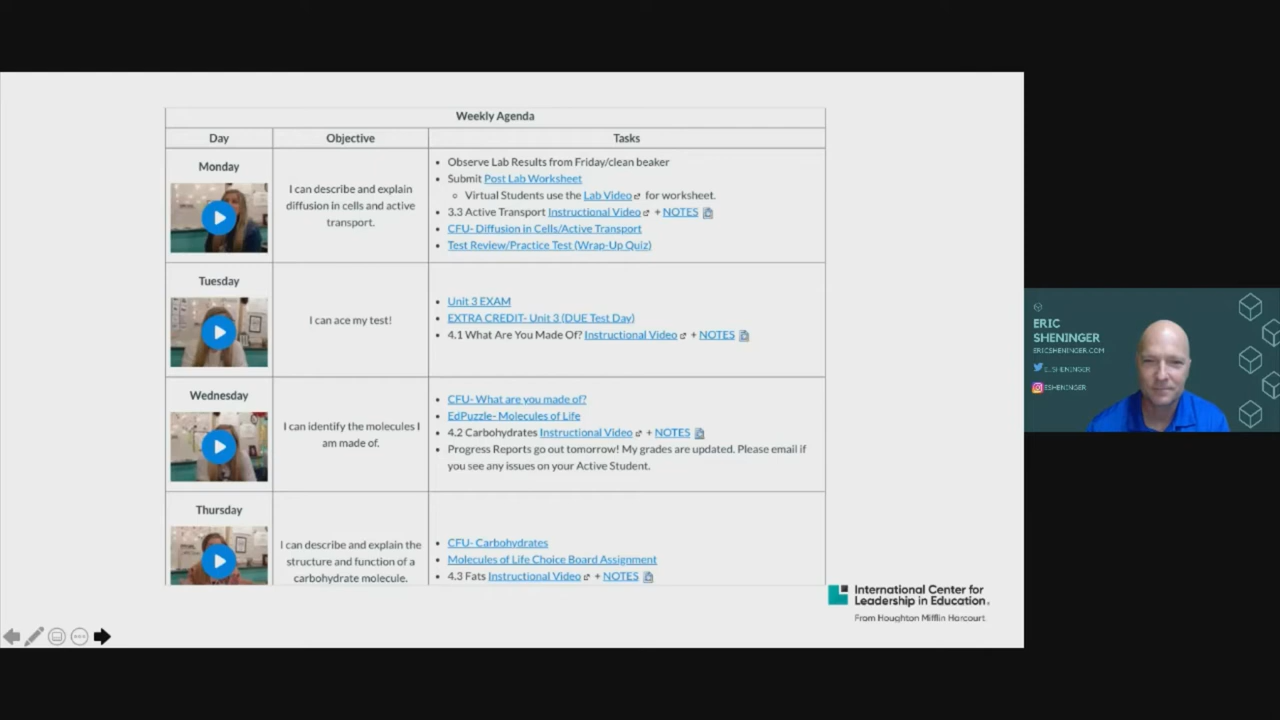 Weekly Agenda
Day
Objective
Tasks
Monday
I can describe and explain
diffusion in cells and active
transport.
Observe Lab Results from Friday/clean beaker
Submit Post Lab Worksheet
Virtual Students use the Lab Video for worksheet.
3.3 Active Transport Instructional Video + NOTES
CFU- Diffusion in Cells/Active Transport
Test Review/Practice Test (Wrap-Up Quiz)
Tuesday
I can ace my test!
Unit 3 EXAM
EXTRA CREDIT- Unit 3 (DUE Test Day)
4.1 What Are You Made Of? Instructional Video + NOTES
Wednesday
I can identify the molecules I
am made of.
CFU- What are you made of?
EdPuzzle- Molecules of Life
4.2 Carbohydrates Instructional Video + NOTES
Progress Reports go out tomorrow! My grades are updated. Please email if
you see any issues on your Active Student.
Thursday
I can describe and explain the
structure and function of a
carbohydrate molecule.
CFU- Carbohydrates
Molecules of Life Choice Board Assignment
4.3 Fats Instructional Video + NOTES
International Center for
Leadership in Education.
From Houghton Mifflin Harcourt
ERIC
SHENINGER
ERICSHENINGER.COM
E_SHENINGER
ESHENINGER